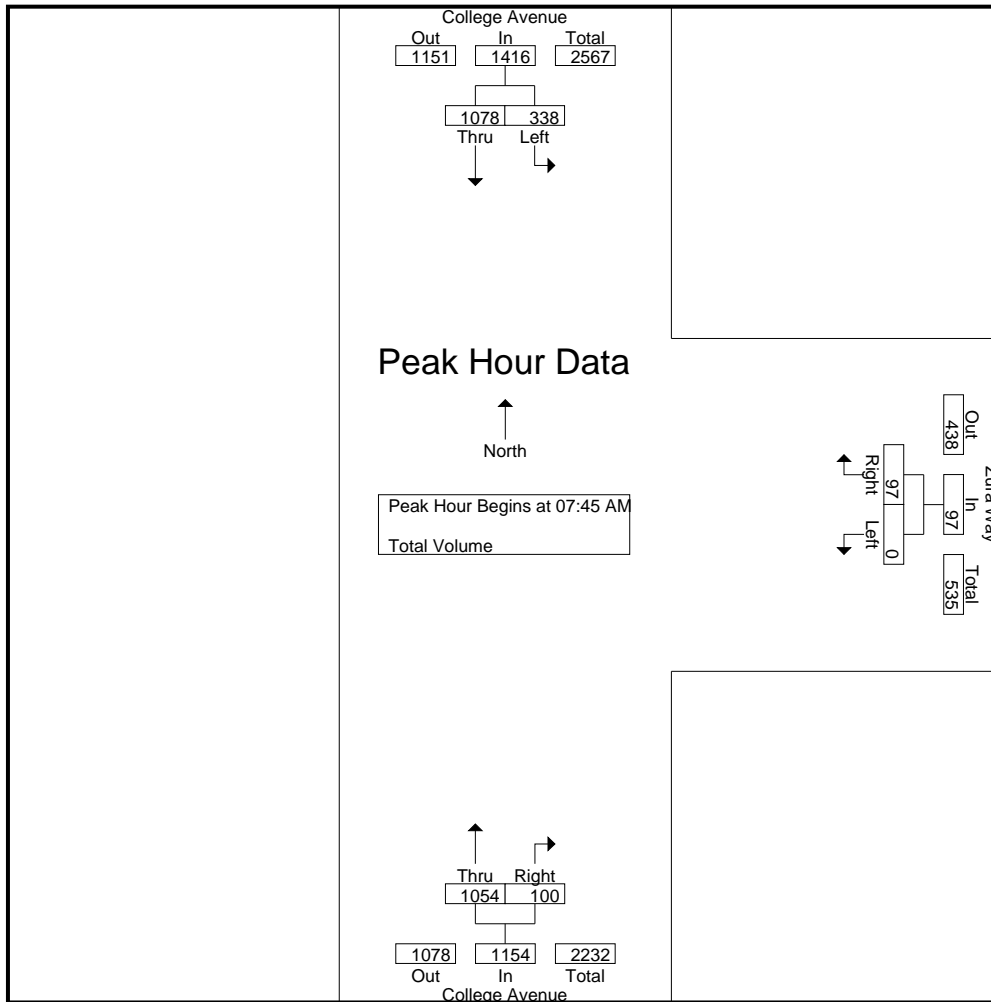 College Avenue
Out In Total
1151 1416 2567
1078 338
Thru Left
Peak Hour Data
North
Peak Hour Begins at 07:45 AM
Total Volume
Way
Out In Total
438 97 535
97 0
Right Left
Thru Right
1054 100
1078 1154 2232
Out In Total
College Avenue